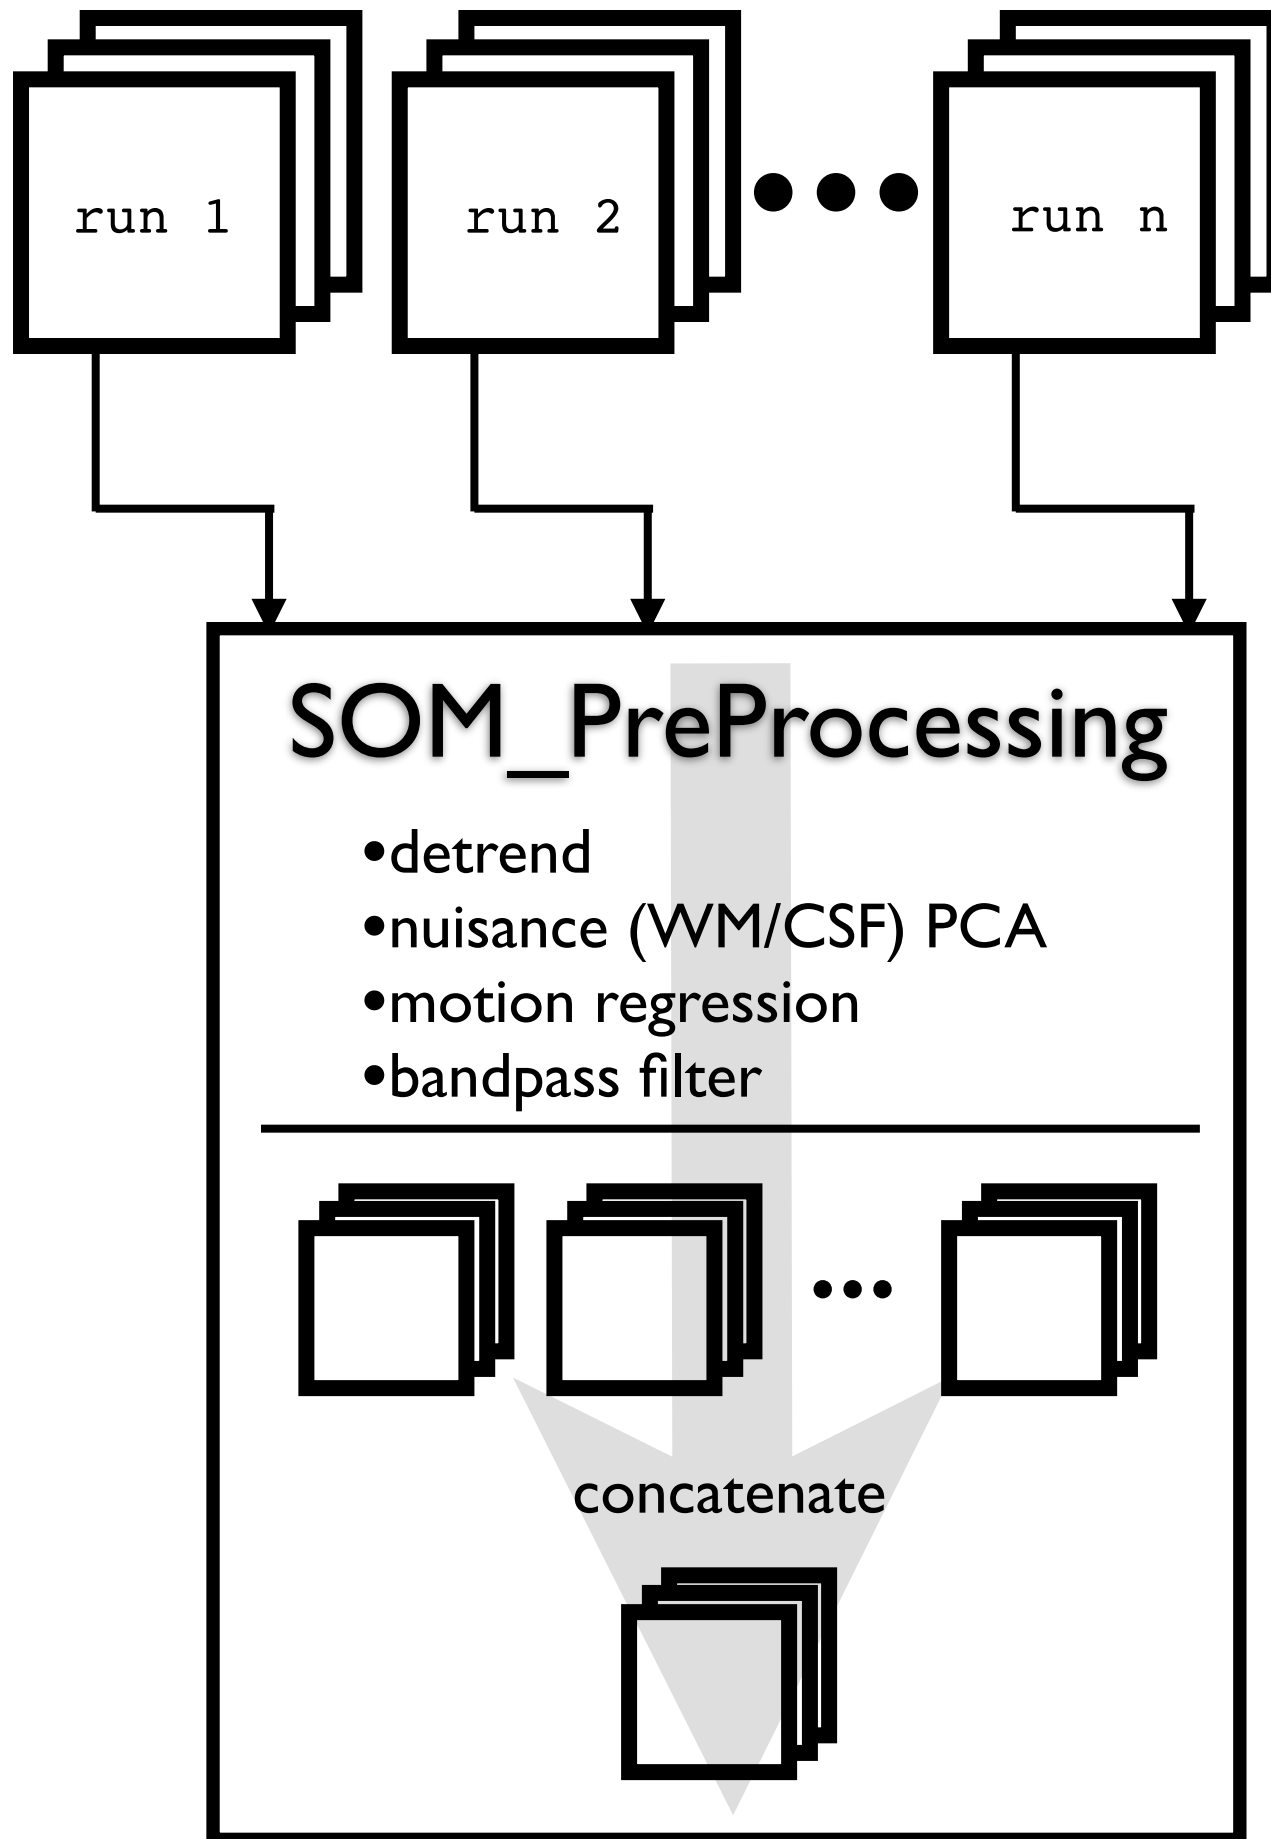 run 1
run 2
run n
SOM_PreProcessing
•detrend
•nuisance (WM/CSF) PCA
•motion regression
•bandpass filter
concatenate